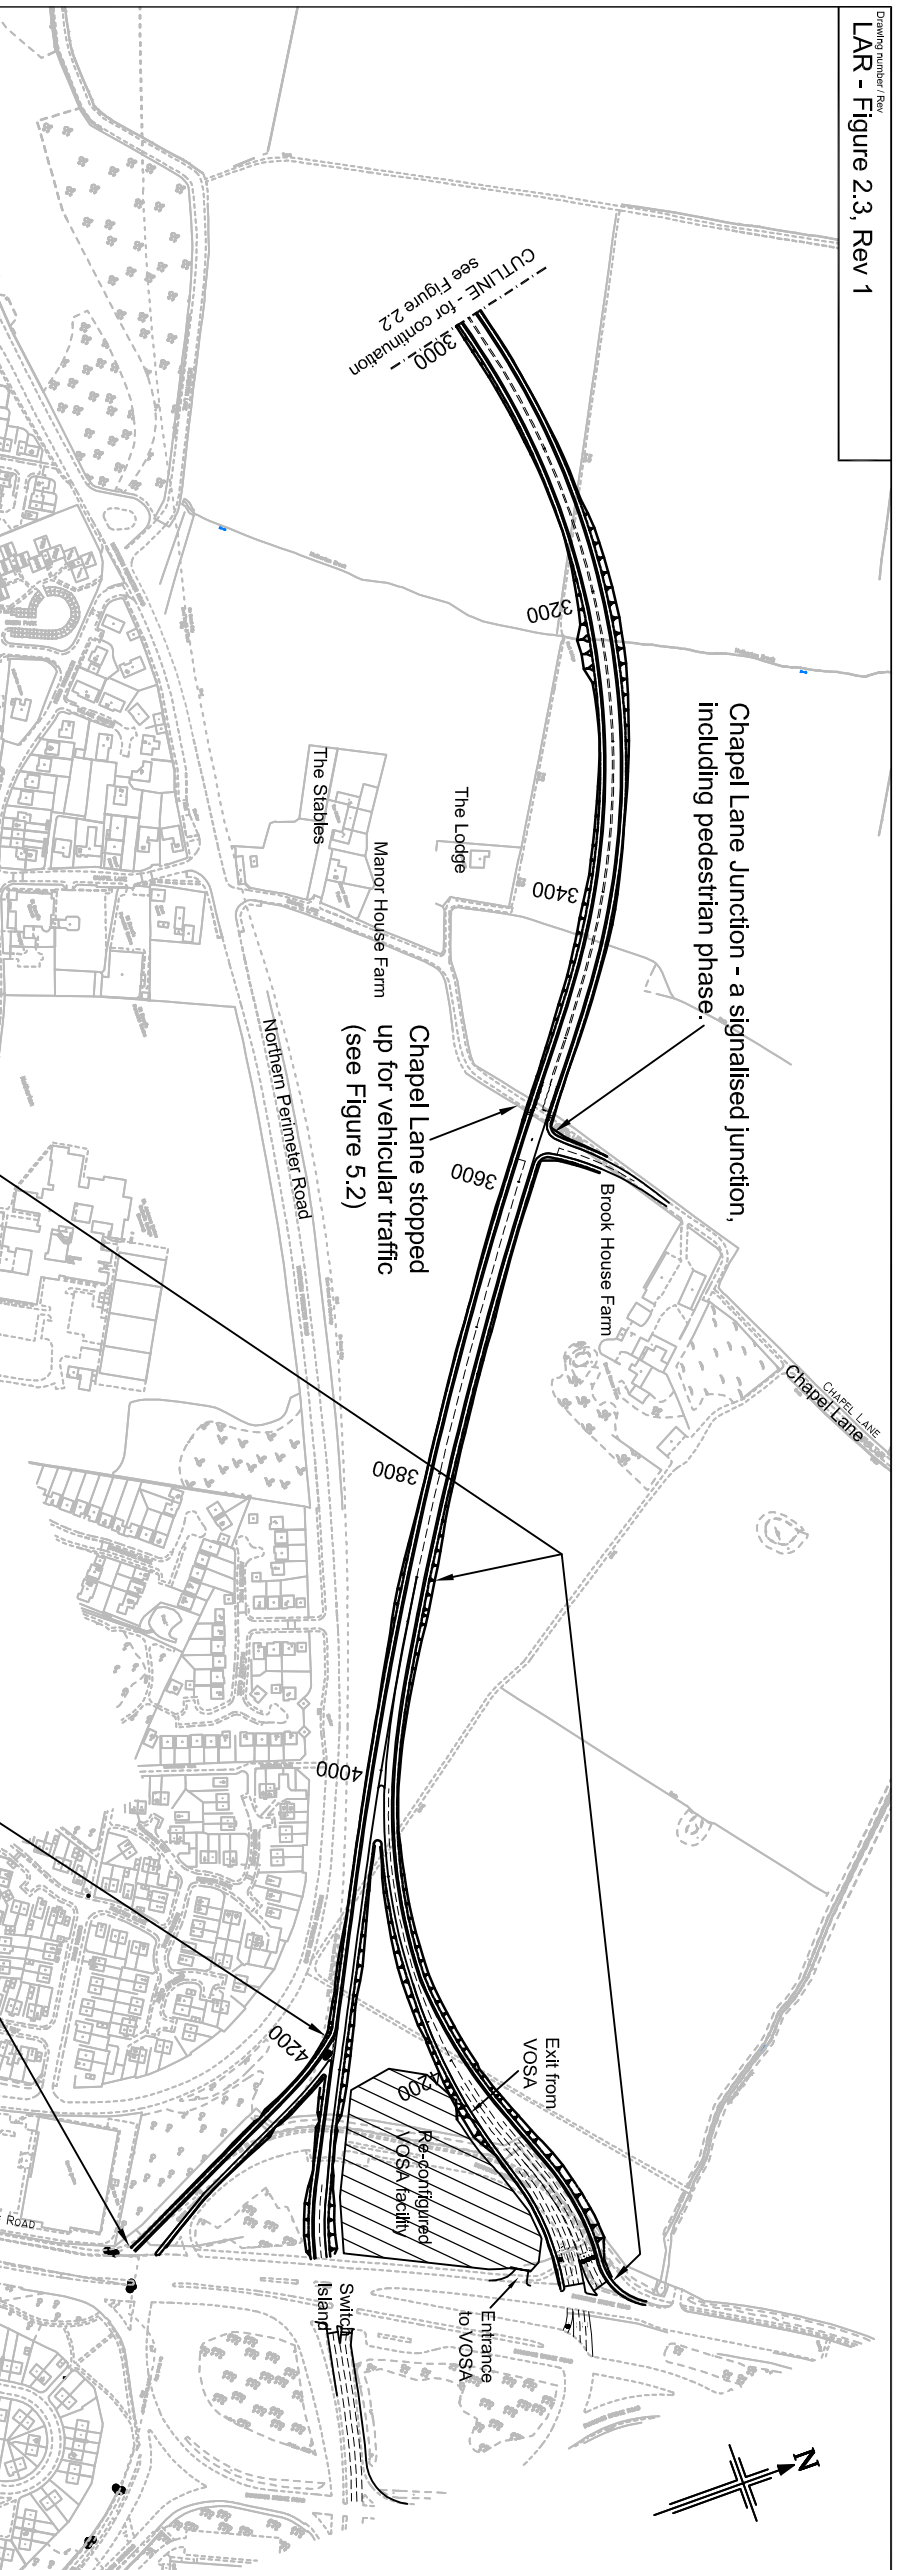 Drawing number / Rev
LAR - Figure 2.3, Rev 1
CUTLINE - for continuation
see Figure 2.2
3000
3200
Chapel Lane Junction - a signalised junction,
including pedestrian phase.
The Stables
Manor House Farm
The Lodge
3400
Chapel Lane stopped
up for vehicular traffic
(see Figure 5.2)
Northern Perimeter Road
3600
Brook House Farm
CHAPEL LANE
Chapel Lane
3800
4000
4200
4200
Exit from
VOSA
Re-configured
VOSA facility
Entrance
to VOSA
Switch
Island
ROAD
N